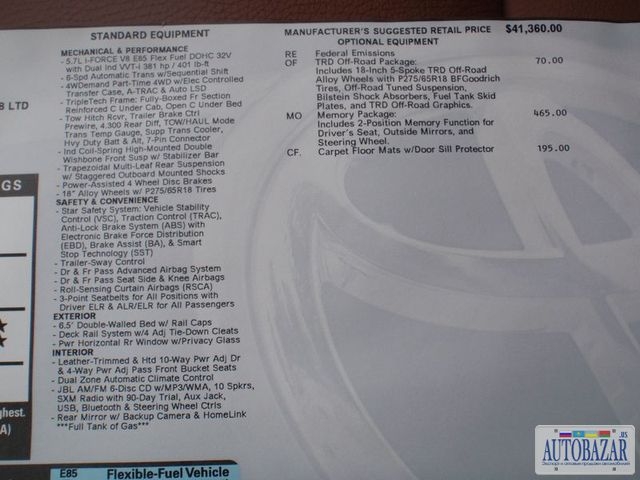 STANDARD EQUIPMENT
MECHANICAL & PERFORMANCE
- 5.7L I-FORCE V8 E85 Flex Fuel DOHC 32V
with Dual Ind VVT-i 381 hp / 401 lb-ft
- 6-Spd Automatic Trans w/Sequential Shift
- 4WDemand Part-Time 4WD w/Elec Controlled
Transfer Case, A-TRAC & Auto LSD
- TripleTech Frame: Fully-Boxed Fr Section
Reinforced C Under Cab, Open C Under Bed
- Tow Hitch Rcvr, Trailer Brake Ctrl
Prewire, 4.300 Rear Diff, TOW/HAUL Mode
Trans Temp Gauge, Supp Trans Cooler,
Hvy Duty Batt & Alt, 7-Pin Connector
- Ind Coil-Spring High-Mounted Double
Wishbone Front Susp w/ Stabilizer Bar
- Trapezoidal Multi-Leaf Rear Suspension
w/ Staggered Outboard Mounted Shocks
- Power-Assisted 4 Wheel Disc Brakes
- 18" Alloy Wheels w/ P275/65R18 Tires
SAFETY & CONVENIENCE
- Star Safety System: Vehicle Stability
Control (VSC), Traction Control (TRAC),
Anti-Lock Brake System (ABS) with
Electronic Brake Force Distribution
(EBD), Brake Assist (BA), & Smart
Stop Technology (SST)
- Trailer-Sway Control
- Dr & Fr Pass Advanced Airbag System
- Dr & Fr Pass Seat Side & Knee Airbags
- Roll-Sensing Curtain Airbags (RSCA)
- 3-Point Seatbelts for All Positions with
Driver ELR & ALR/ELR for All Passengers
EXTERIOR
- 6.5' Double-Walled Bed w/ Rail Caps
- Deck Rail System w/4 Adj Tie-Down Cleats
- Pwr Horizontal Rr Window w/Privacy Glass
INTERIOR
- Leather-Trimmed & Htd 10-Way Pwr Adj Dr
& 4-Way Pwr Adj Pass Front Bucket Seats
- Dual Zone Automatic Climate Control
- JBL AM/FM 6-Disc CD w/MP3/WMA, 10 Spkrs,
SXM Radio with 90-Day Trial, Aux Jack,
USB, Bluetooth & Steering Wheel Ctrls
- Rear Mirror w/ Backup Camera & HomeLink
***Full Tank of Gas***
MANUFACTURER'S SUGGESTED RETAIL PRICE $41,360.00
OPTIONAL EQUIPMENT
RE Federal Emissions
OF TRD Off-Road Package: 70.00
Includes 18-Inch 5-Spoke TRD Off-Road
Alloy Wheels with P275/65R18 BFGoodrich
Tires, Off-Road Tuned Suspension,
Bilstein Shock Absorbers, Fuel Tank Skid
Plates, and TRD Off-Road Graphics.
MO Memory Package: 465.00
Includes 2-Position Memory Function for
Driver's Seat, Outside Mirrors, and
Steering Wheel.
CF. Carpet Floor Mats w/Door Sill Protector 195.00
8 LTD
GS
ghest.
A)
E85 Flexible-Fuel Vehicle
AUTOBAZAR.US
Экспорт и оптовые продажи автомобилей